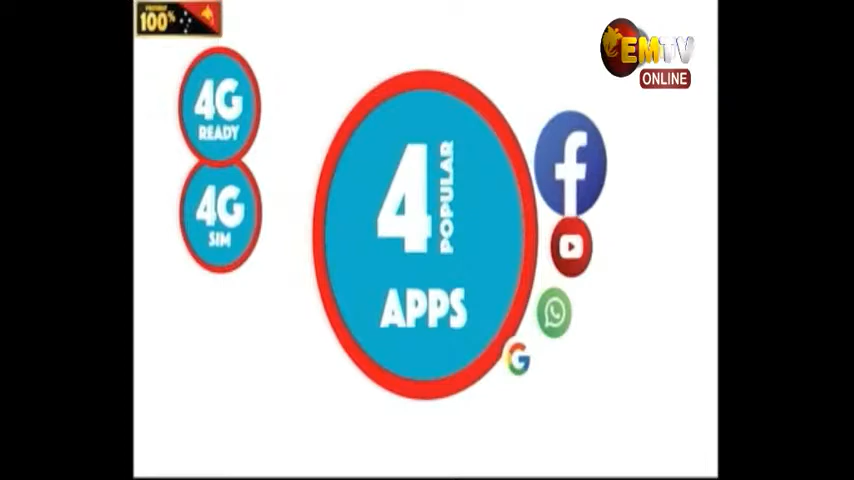 100%
EMTV
ONLINE
4G
READY
4G
SIM
4
POPULAR
APPS
f
G